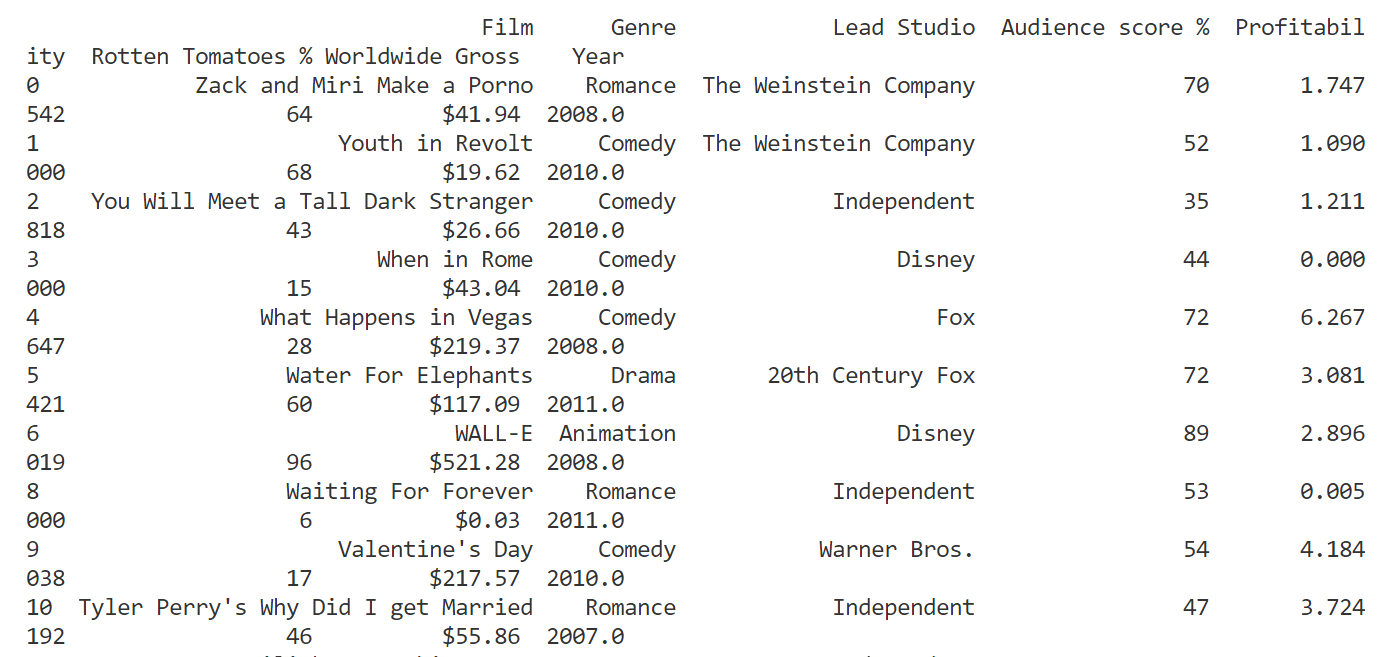 Film Genre Lead Studio Audience score % Profitabil
ity Rotten Tomatoes % Worldwide Gross Year
0 Zack and Miri Make a Porno Romance The Weinstein Company 70 1.747
542 64 $41.94 2008.0
1 Youth in Revolt Comedy The Weinstein Company 52 1.090
000 68 $19.62 2010.0
2 You Will Meet a Tall Dark Stranger Comedy Independent 35 1.211
818 43 $26.66 2010.0
3 When in Rome Comedy Disney 44 0.000
000 15 $43.04 2010.0
4 What Happens in Vegas Comedy Fox 72 6.267
647 28 $219.37 2008.0
5 Water For Elephants Drama 20th Century Fox 72 3.081
421 60 $117.09 2011.0
6 WALL-E Animation Disney 89 2.896
019 96 $521.28 2008.0
8 Waiting For Forever Romance Independent 53 0.005
000 6 $0.03 2011.0
9 Valentine's Day Comedy Warner Bros. 54 4.184
038 17 $217.57 2010.0
10 Tyler Perry's Why Did I get Married Romance Independent 47 3.724
192 46 $55.86 2007.0